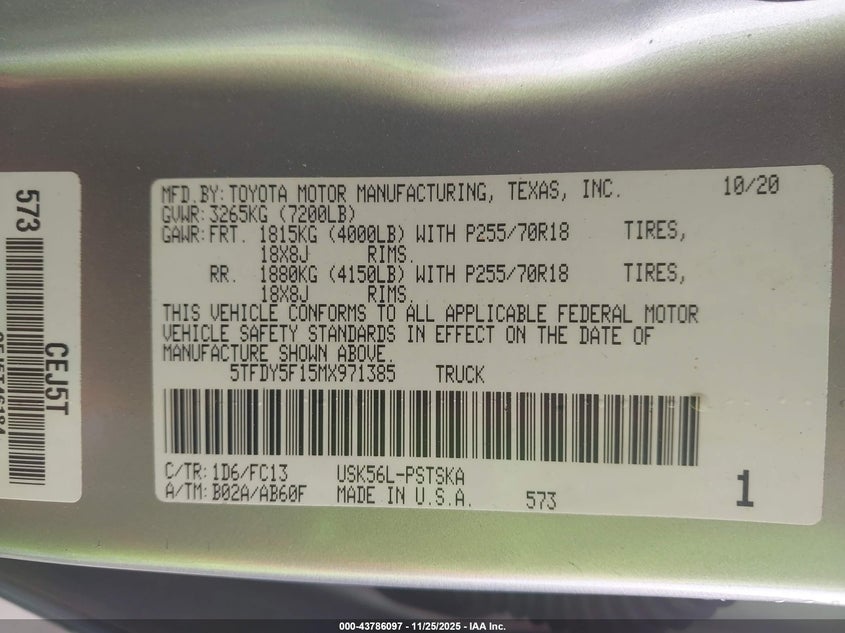 MFD.BY:TOYOTA MOTOR MANUFACTURING, TEXAS, INC. 10/20
GVWR:3265KG (7200LB)
GAWR:FRT. 1815KG (4000LB) WITH P255/70R18 TIRES,
18X8J RIMS.
RR. 1880KG (4150LB) WITH P255/70R18 TIRES,
18X8J RIMS.
THIS VEHICLE CONFORMS TO ALL APPLICABLE FEDERAL MOTOR
VEHICLE SAFETY STANDARDS IN EFFECT ON THE DATE OF
MANUFACTURE SHOWN ABOVE.
5TFDY5F15MX971385 TRUCK
C/TR:1D6/FC13 USK56L-PSTSKA
A/TM:B02A/AB60F MADE IN U.S.A. 573 1
573
CEJ5T
000-43786097 - 11/25/2025 - IAA Inc.